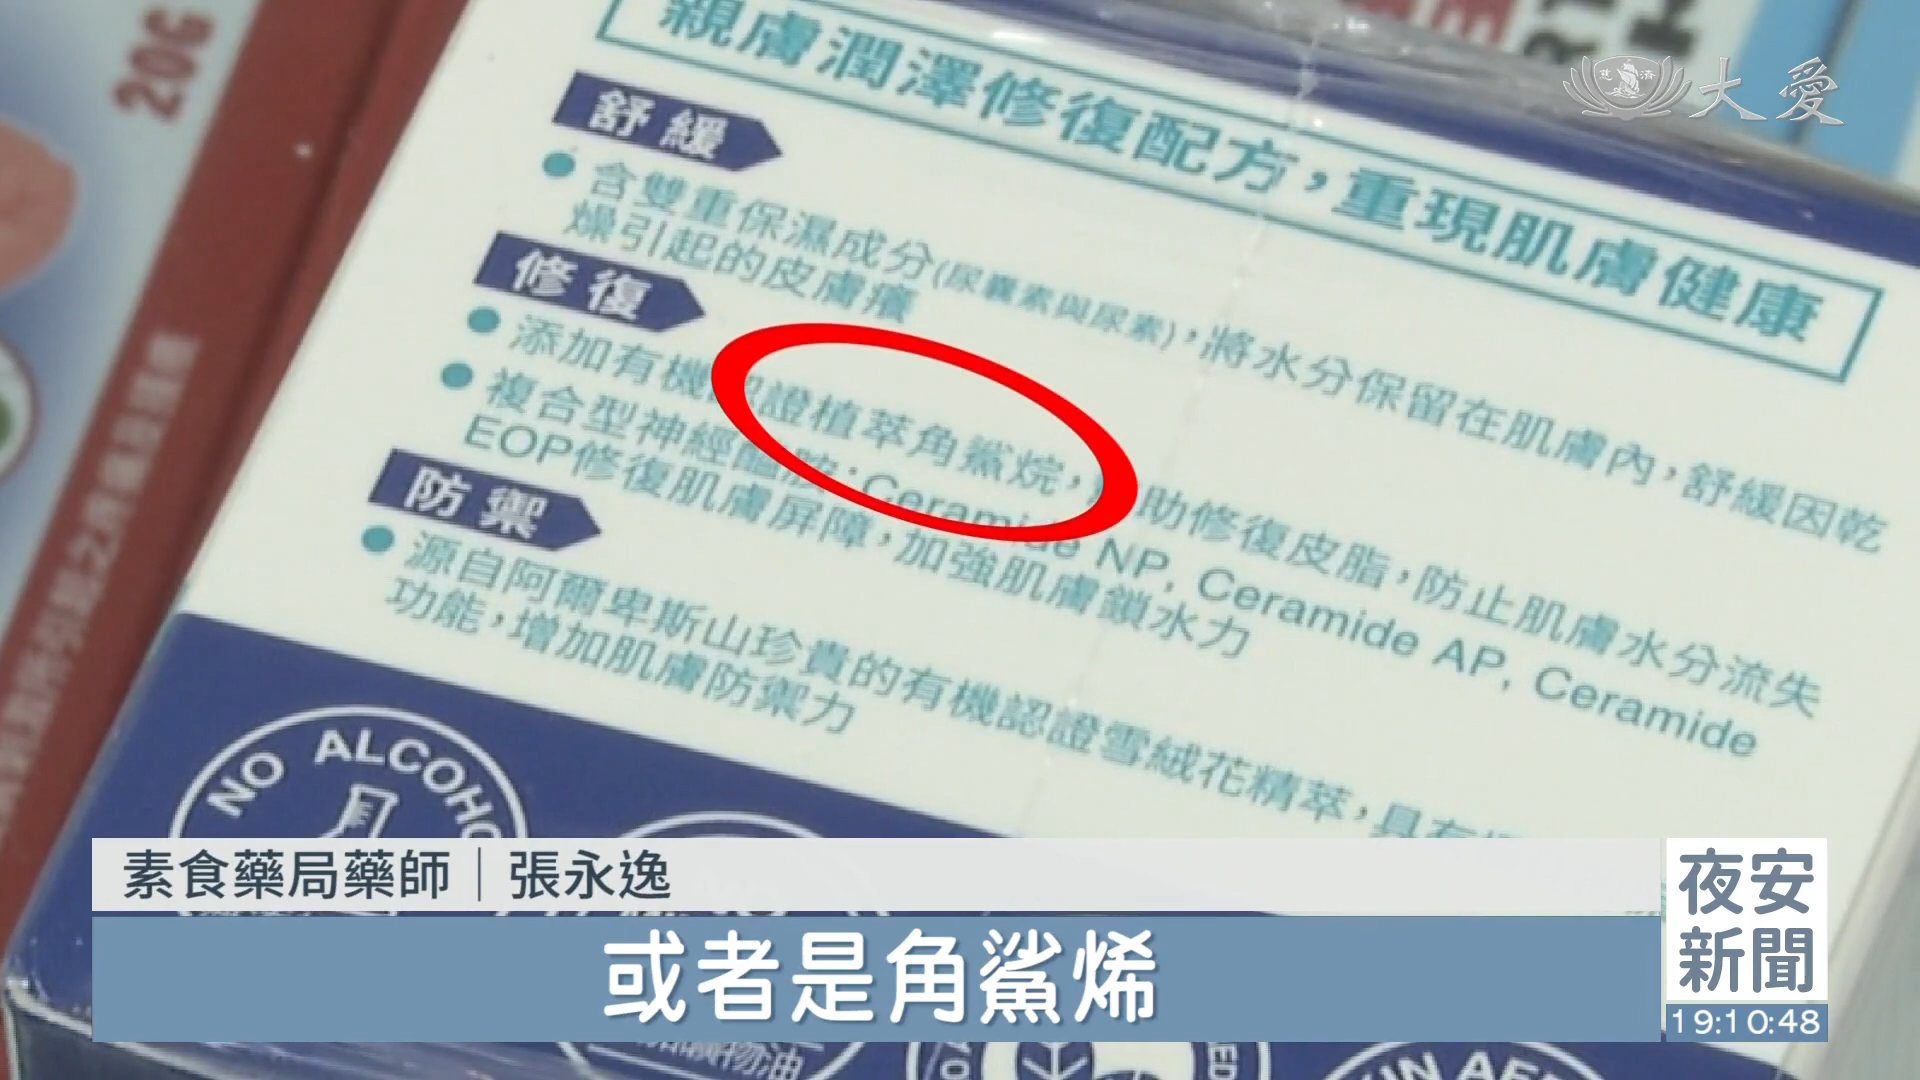 20G
大愛
親膚潤澤修復配方，重現肌膚健康
舒緩
含雙重保濕成分(尿囊素與尿素)，將水分保留在肌膚內，舒緩因乾
燥引起的皮膚癢
修復
添加有機認證植萃角鯊烷，幫助修復皮脂，防止肌膚水分流失
複合型神經醯胺：Ceramide NP, Ceramide AP, Ceramide
EOP修復肌膚屏障，加強肌膚鎖水力
防禦
源自阿爾卑斯山珍貴的有機認證雪絨花精萃，具有
功能，增加肌膚防禦力
NO ALCOHO
素食藥局藥師｜張永逸
或者是角鯊烯
夜安
新聞
19:10:48